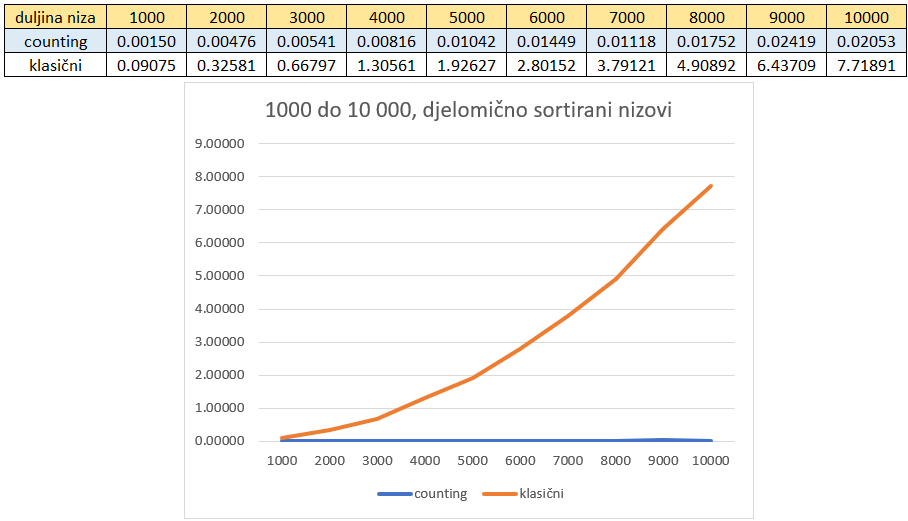 duljina niza 1000 2000 3000 4000 5000 6000 7000 8000 9000 10000
counting 0.00150 0.00476 0.00541 0.00816 0.01042 0.01449 0.01118 0.01752 0.02419 0.02053
klasični 0.09075 0.32581 0.66797 1.30561 1.92627 2.80152 3.79121 4.90892 6.43709 7.71891
1000 do 10 000, djelomično sortirani nizovi
9.00000
8.00000
7.00000
6.00000
5.00000
4.00000
3.00000
2.00000
1.00000
0.00000
1000 2000 3000 4000 5000 6000 7000 8000 9000 10000
counting klasični